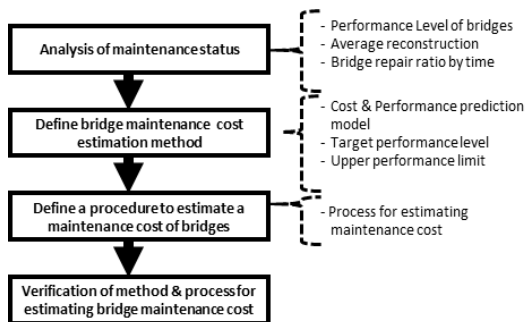 Analysis of maintenance status
- Performance Level of bridges
- Average reconstruction
- Bridge repair ratio by time
Define bridge maintenance cost
estimation method
- Cost & Performance prediction
model
- Target performance level
- Upper performance limit
Define a procedure to estimate a
maintenance cost of bridges
- Process for estimating
maintenance cost
Verification of method & process for
estimating bridge maintenance cost